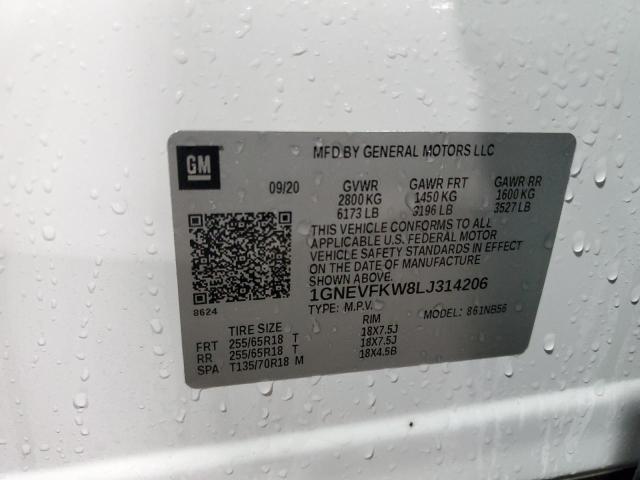 GM
MFD BY GENERAL MOTORS LLC
09/20 GVWR GAWR FRT GAWR RR
2800 KG 1450 KG 1600 KG
6173 LB 3196 LB 3527 LB
THIS VEHICLE CONFORMS TO ALL
APPLICABLE U.S. FEDERAL MOTOR
VEHICLE SAFETY STANDARDS IN EFFECT
ON THE DATE OF MANUFACTURE
SHOWN ABOVE.
1GNEVFKW8LJ314206
8624 TYPE: M.P.V. MODEL: 861NB56
TIRE SIZE RIM
FRT 255/65R18 T 18X7.5J
RR 255/65R18 T 18X7.5J
SPA T135/70R18 M 18X4.5B